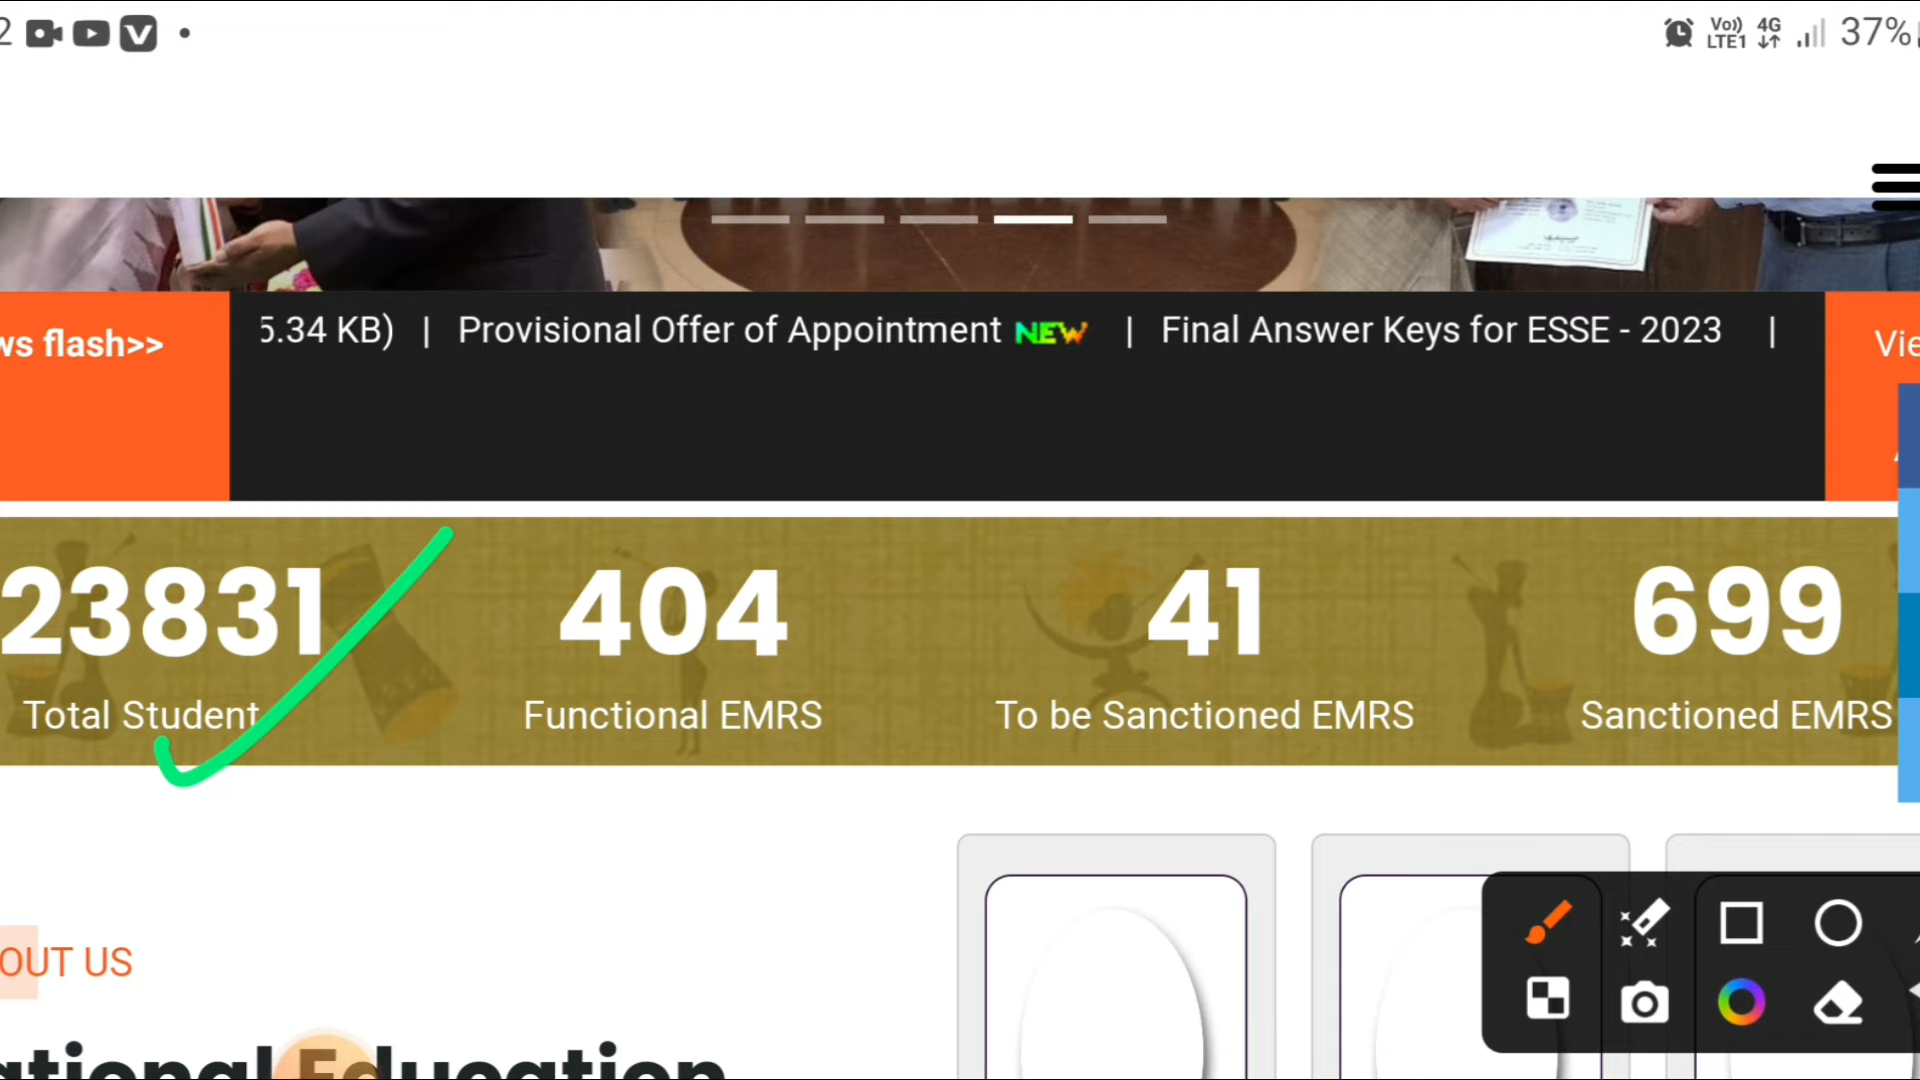 2
Vo)) LTE1 4G 37%
ws flash>>
5.34 KB) | Provisional Offer of Appointment NEW | Final Answer Keys for ESSE - 2023 |
Vie
23831
Total Student
404
Functional EMRS
41
To be Sanctioned EMRS
699
Sanctioned EMRS
OUT US
ational Education